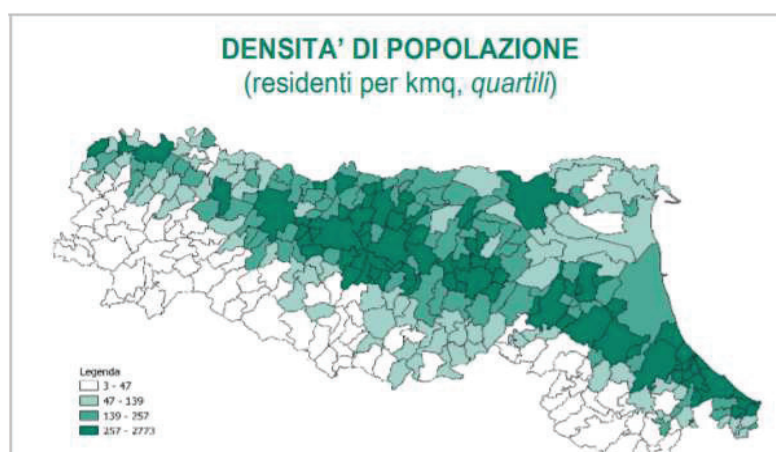 DENSITA' DI POPOLAZIONE
(residenti per kmq, quartili)
Legenda
3 - 47
47 - 139
139 - 257
257 - 2773